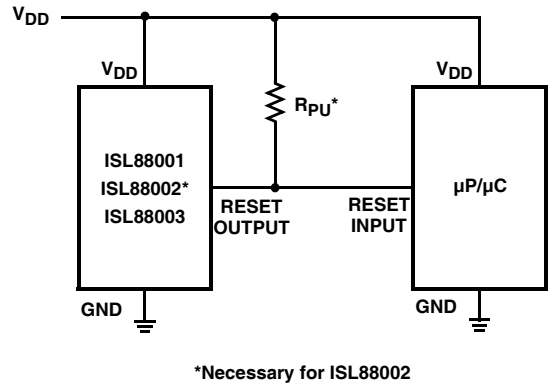 VDD
VDD
VDD
RPU*
ISL88001
ISL88002*
ISL88003
µP/µC
RESET
OUTPUT
RESET
INPUT
GND
GND
*Necessary for ISL88002